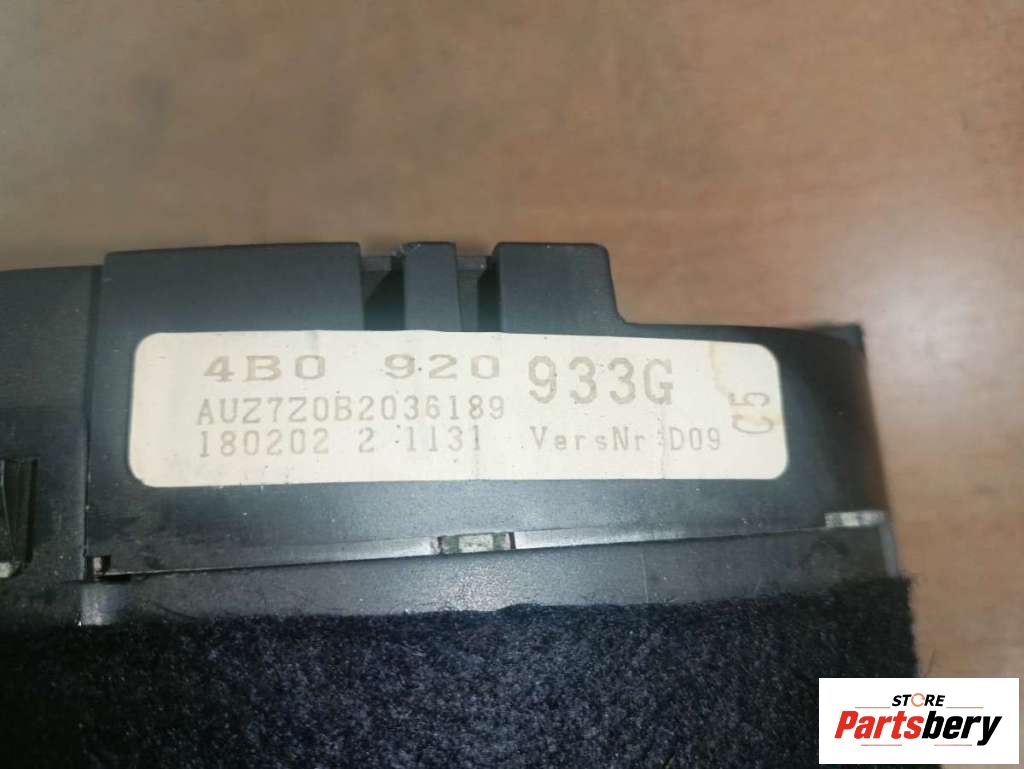 4B0 920 933G
AUZ7Z0B2036189
180202 2 1131 VersNr D09
C5
STORE
Partsbery